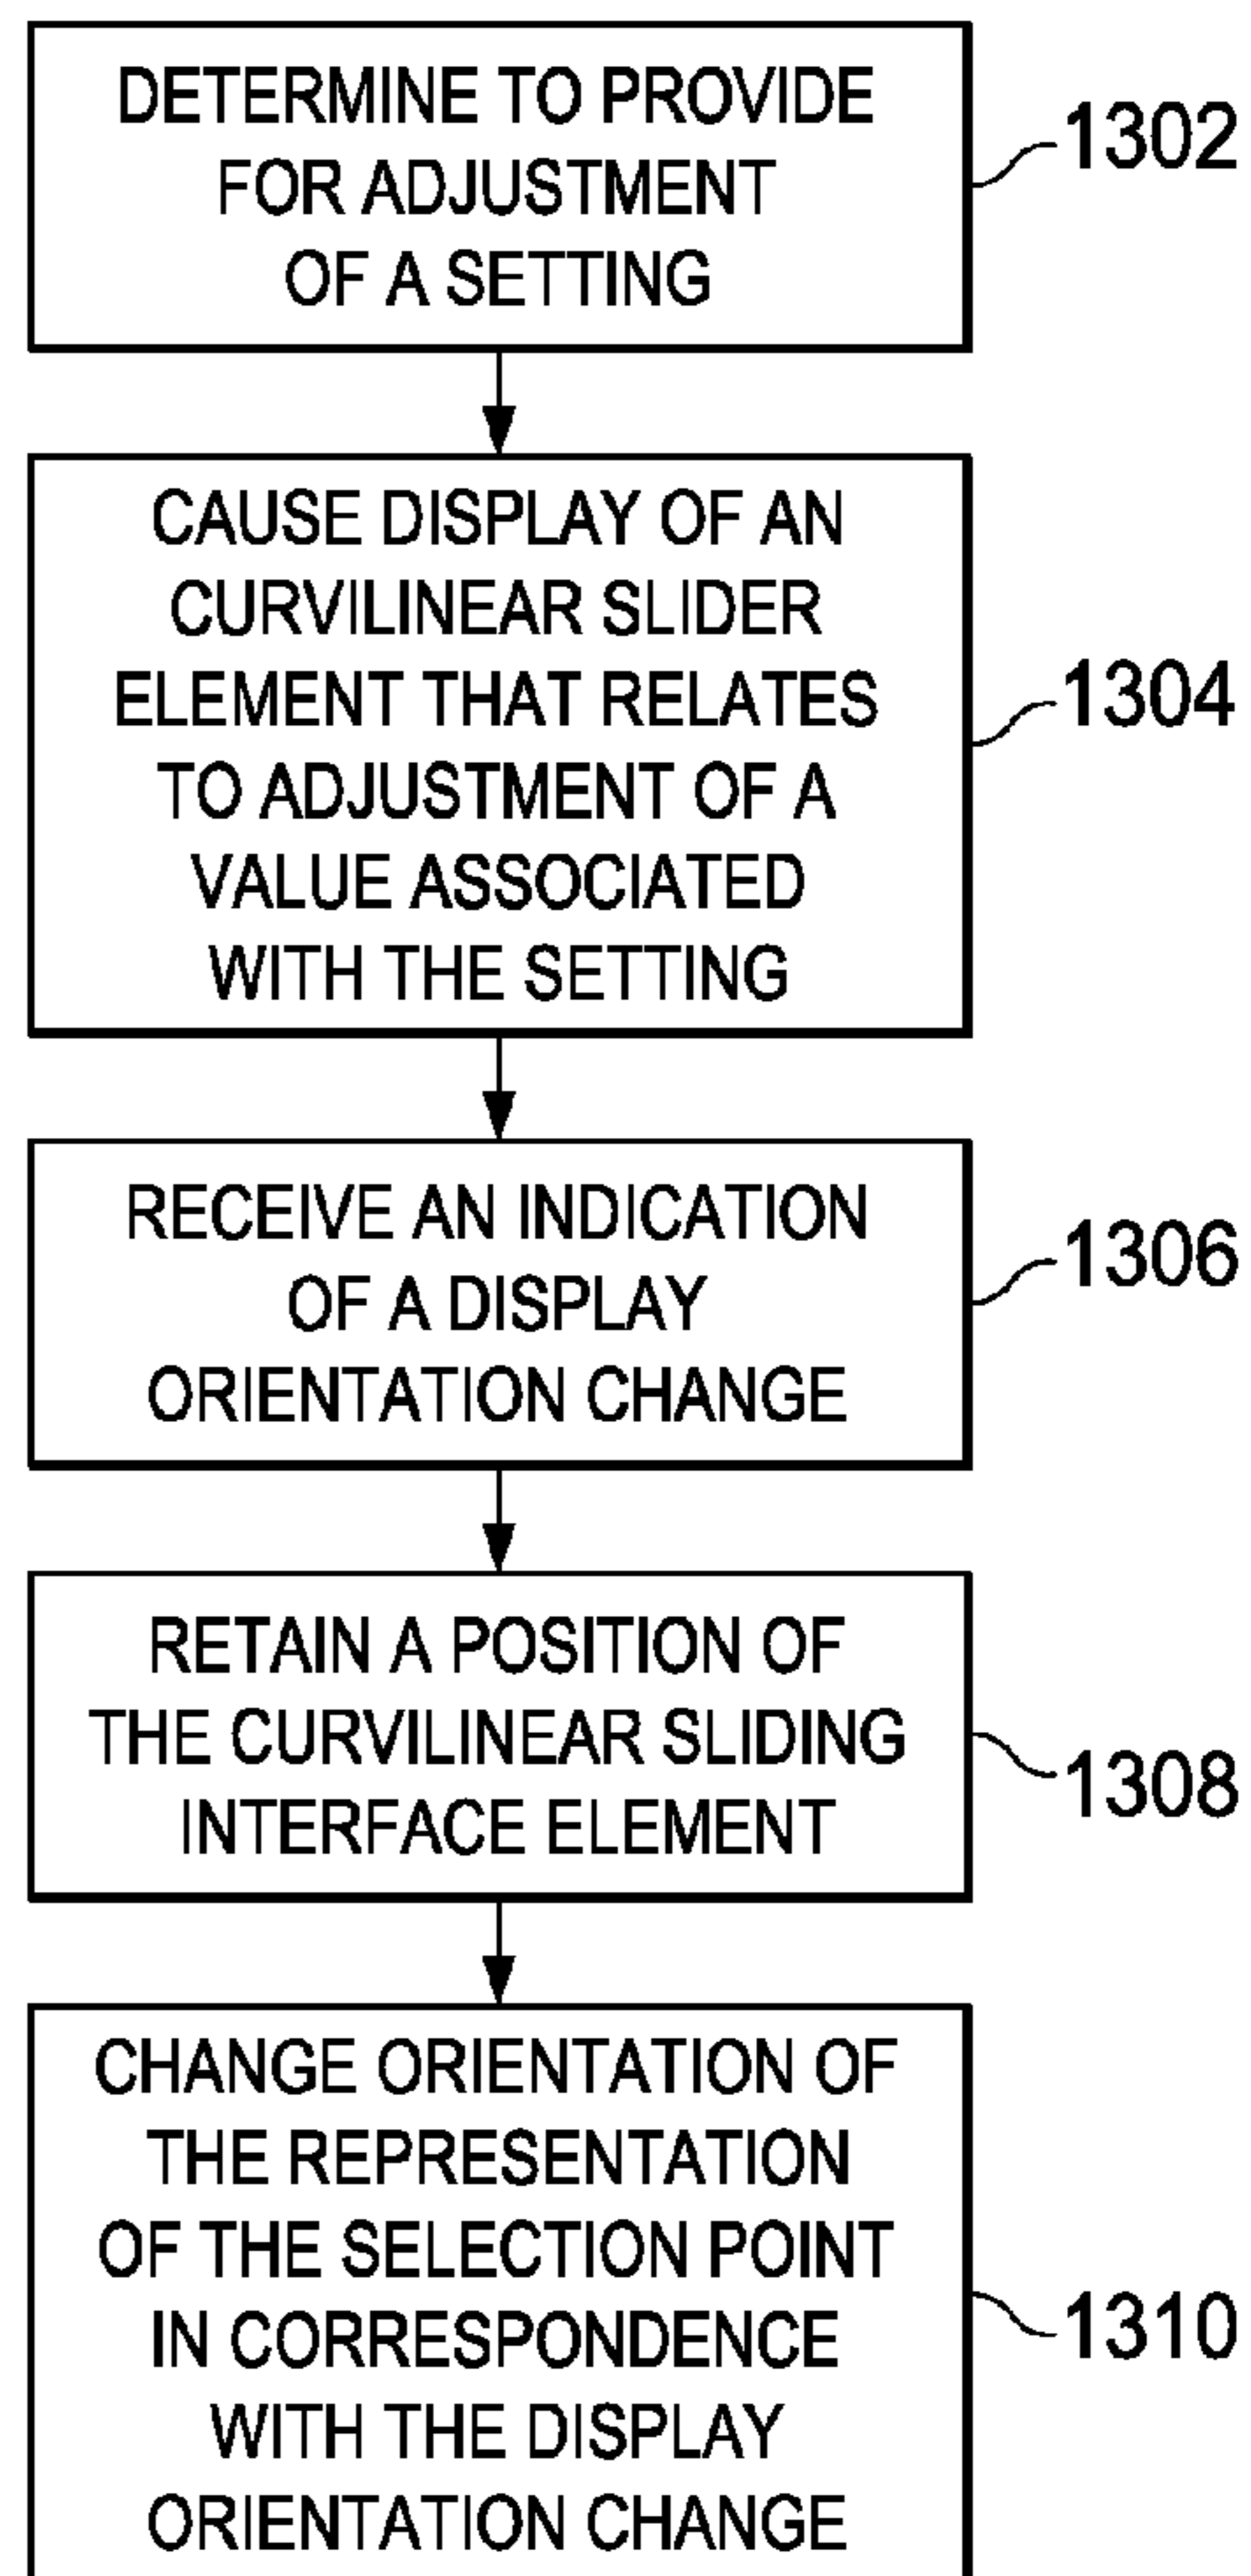 DETERMINE TO PROVIDE
FOR ADJUSTMENT
OF A SETTING
1302
CAUSE DISPLAY OF AN
CURVILINEAR SLIDER
ELEMENT THAT RELATES
TO ADJUSTMENT OF A
VALUE ASSOCIATED
WITH THE SETTING
1304
RECEIVE AN INDICATION
OF A DISPLAY
ORIENTATION CHANGE
1306
RETAIN A POSITION OF
THE CURVILINEAR SLIDING
INTERFACE ELEMENT
1308
CHANGE ORIENTATION OF
THE REPRESENTATION
OF THE SELECTION POINT
IN CORRESPONDENCE
WITH THE DISPLAY
ORIENTATION CHANGE
1310